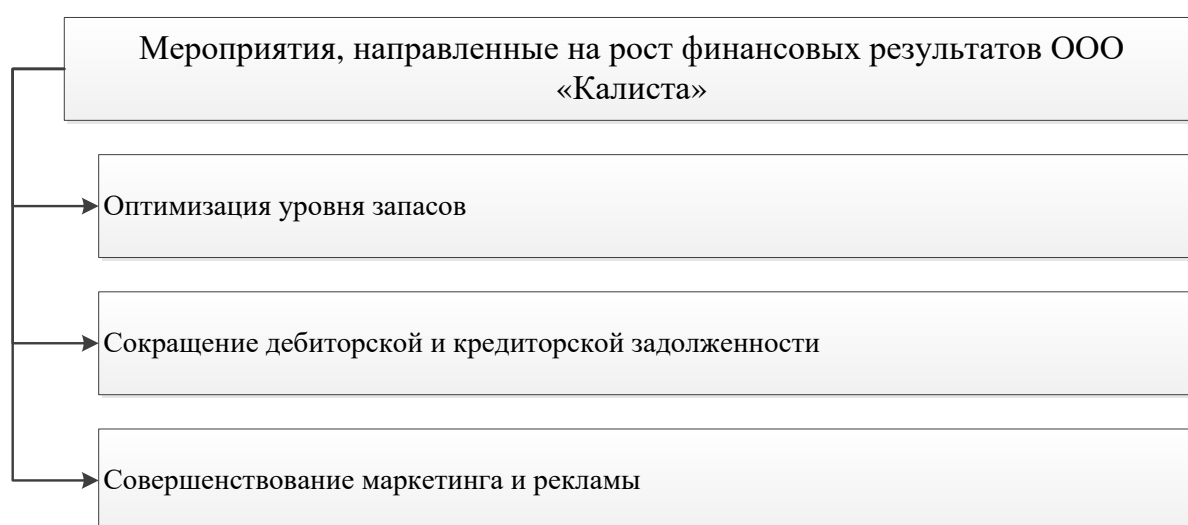 Мероприятия, направленные на рост финансовых результатов ООО
«Калиста»
Оптимизация уровня запасов
Сокращение дебиторской и кредиторской задолженности
Совершенствование маркетинга и рекламы